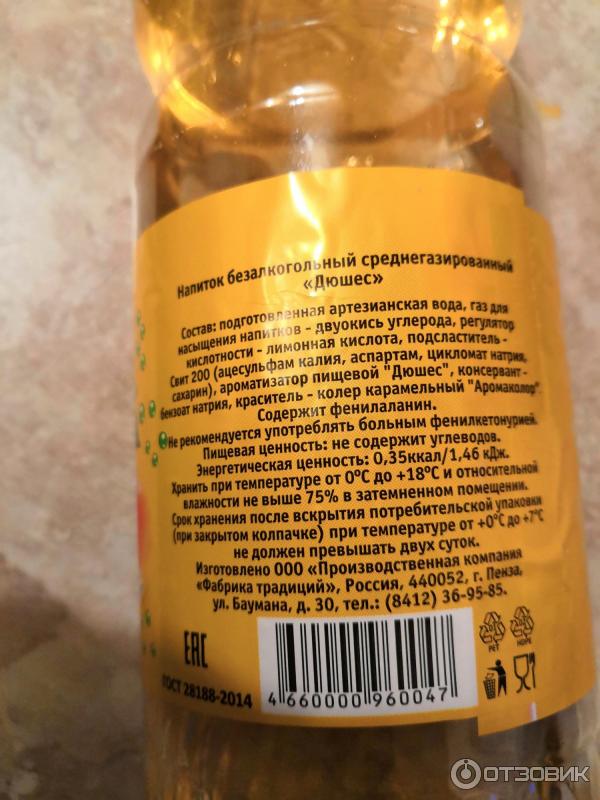 Напиток безалкогольный среднегазированный
«Дюшес»
Состав: подготовленная артезианская вода, газ для
насыщения напитков - двуокись углерода, регулятор
кислотности - лимонная кислота, подсластитель -
Свит 200 (ацесульфам калия, аспартам, цикломат натрия,
сахарин), ароматизатор пищевой "Дюшес", консервант -
бензоат натрия, краситель - колер карамельный "Аромаколор".
Содержит фенилаланин.
Не рекомендуется употреблять больным фенилкетонурией.
Пищевая ценность: не содержит углеводов.
Энергетическая ценность: 0,35ккал/1,46 кДж.
Хранить при температуре от 0°С до +18°С и относительной
влажности не выше 75% в затемненном помещении.
Срок хранения после вскрытия потребительской упаковки
(при закрытом колпачке) при температуре от +0°С до +7°С
не должен превышать двух суток.
Изготовлено ООО «Производственная компания
«Фабрика традиций», Россия, 440052, г. Пенза,
ул. Баумана, д. 30, тел.: (8412) 36-95-85.
ЕАС
ГОСТ 28188-2014
4 660000 960047
PET
HDPE
ОТЗОВИК